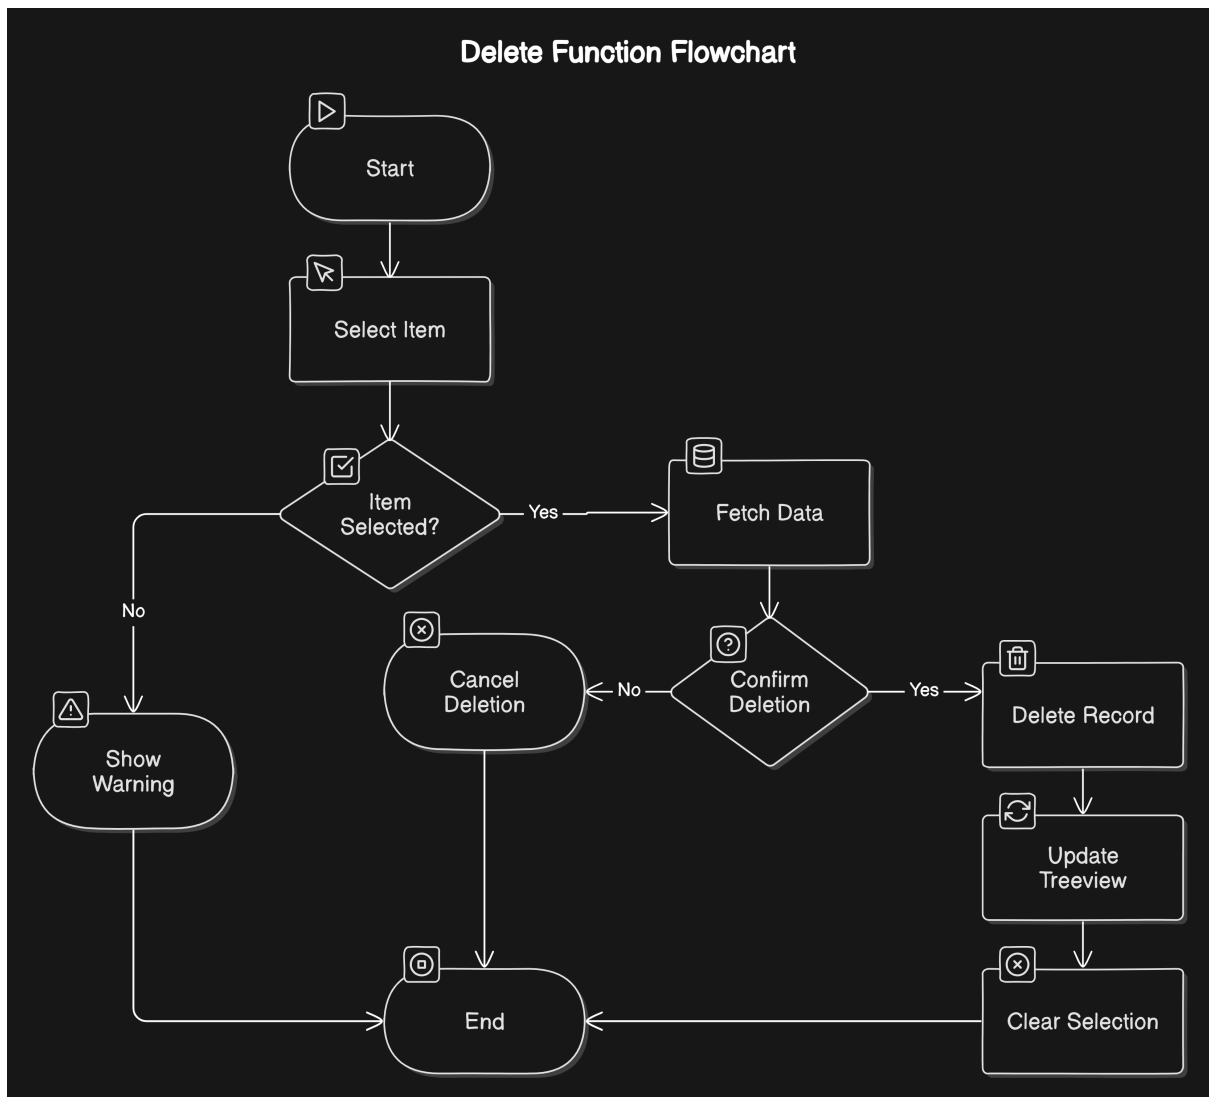 Delete Function Flowchart
Start
Select Item
Item
Selected?
Yes
Fetch Data
No
Cancel
Deletion
No
Confirm
Deletion
Yes
Delete Record
Show
Warning
Update
Treeview
End
Clear Selection